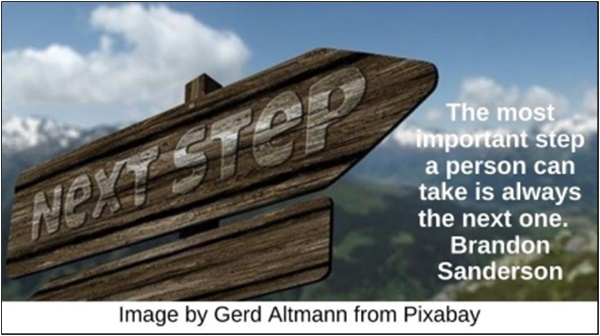 NEXT STEP
The most
important step
a person can
take is always
the next one.
Brandon
Sanderson
Image by Gerd Altmann from Pixabay